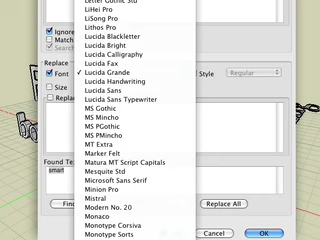 Letter Gothic Std
LiHei Pro
LiSong Pro
Lithos Pro
Lucida Blackletter
Lucida Bright
Lucida Calligraphy
Lucida Fax
✓ Lucida Grande
Lucida Handwriting
Lucida Sans
Lucida Sans Typewriter
MS Gothic
MS Mincho
MS PGothic
MS PMincho
MT Extra
Marker Felt
Matura MT Script Capitals
Mesquite Std
Microsoft Sans Serif
Minion Pro
Mistral
Modern No. 20
Monaco
Monotype Corsiva
Monotype Sorts
Ignore
Match
Search
Replace
Font
Style
Regular
Size
Replac
Found Te
smart
Find
Replace All
Cancel
OK